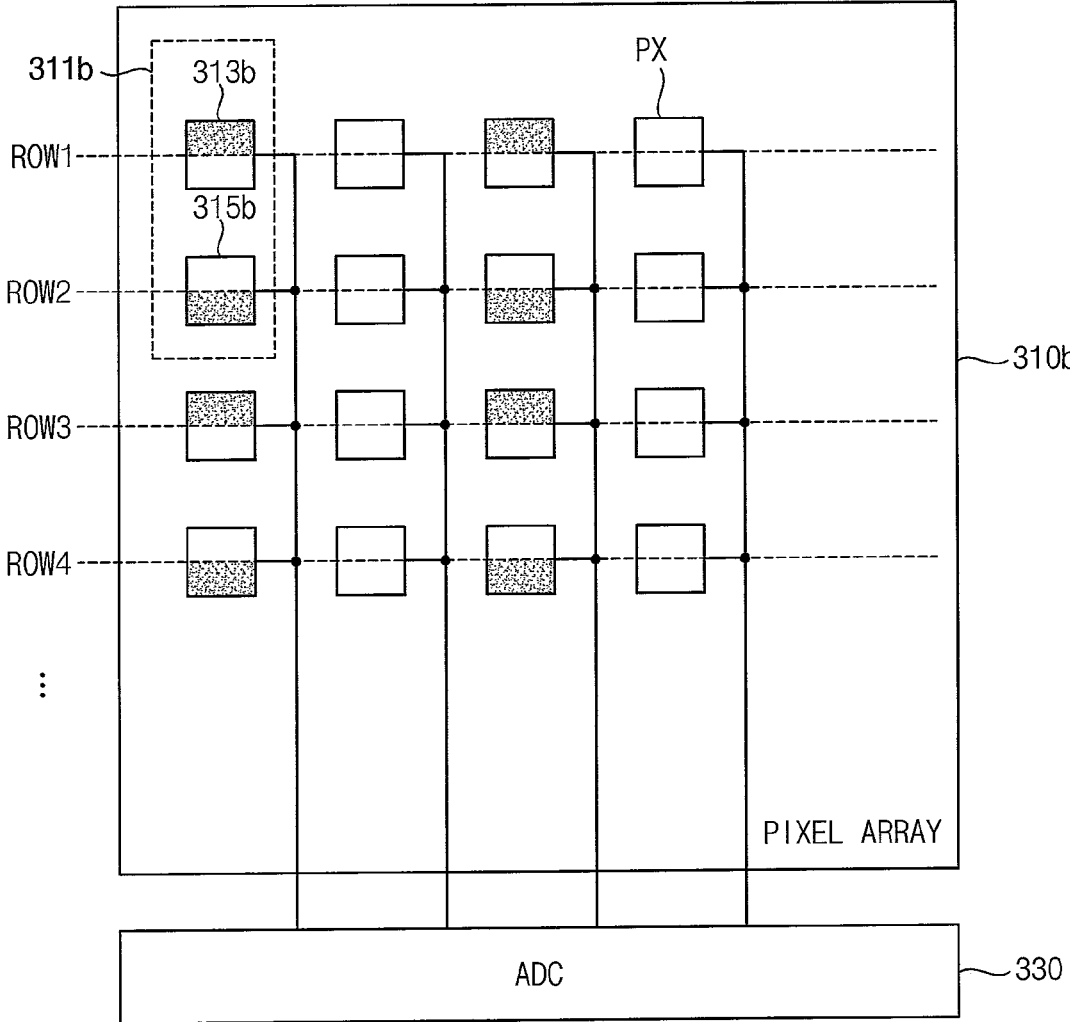 PX
311b
313b
ROW1
315b
ROW2
310b
ROW3
ROW4
⋮
PIXEL ARRAY
ADC
330